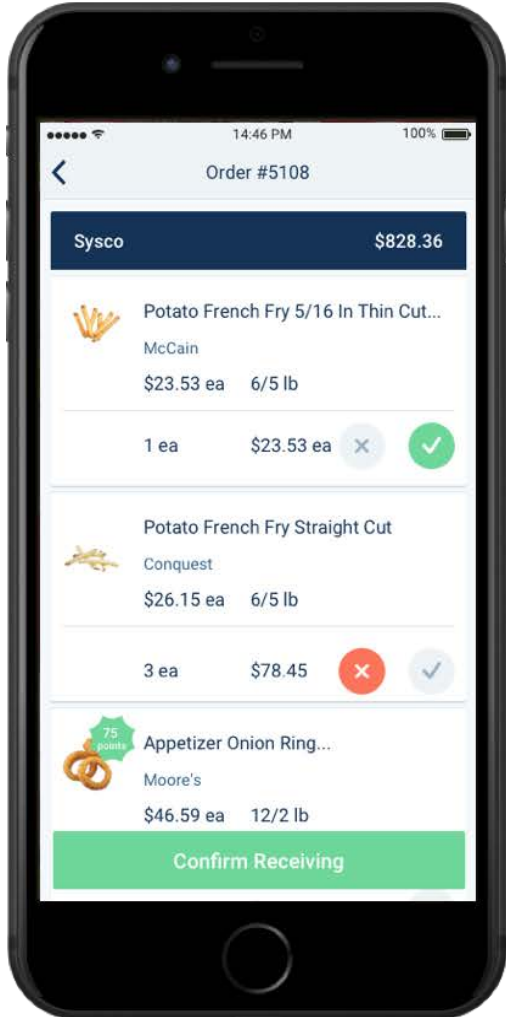 14:46 PM 100%
Order #5108
Sysco $828.36
Potato French Fry 5/16 In Thin Cut...
McCain
$23.53 ea 6/5 lb
1 ea $23.53 ea
Potato French Fry Straight Cut
Conquest
$26.15 ea 6/5 lb
3 ea $78.45
75
points
Appetizer Onion Ring...
Moore's
$46.59 ea 12/2 lb
Confirm Receiving